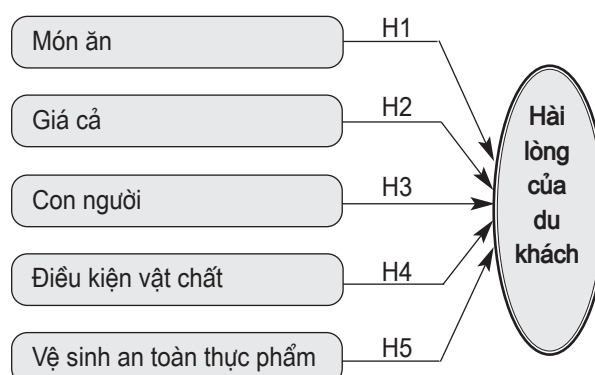 Món ăn
H1
Giá cả
H2
Con người
H3
Điều kiện vật chất
H4
Vệ sinh an toàn thực phẩm
H5
Hài
lòng
của
du
khách